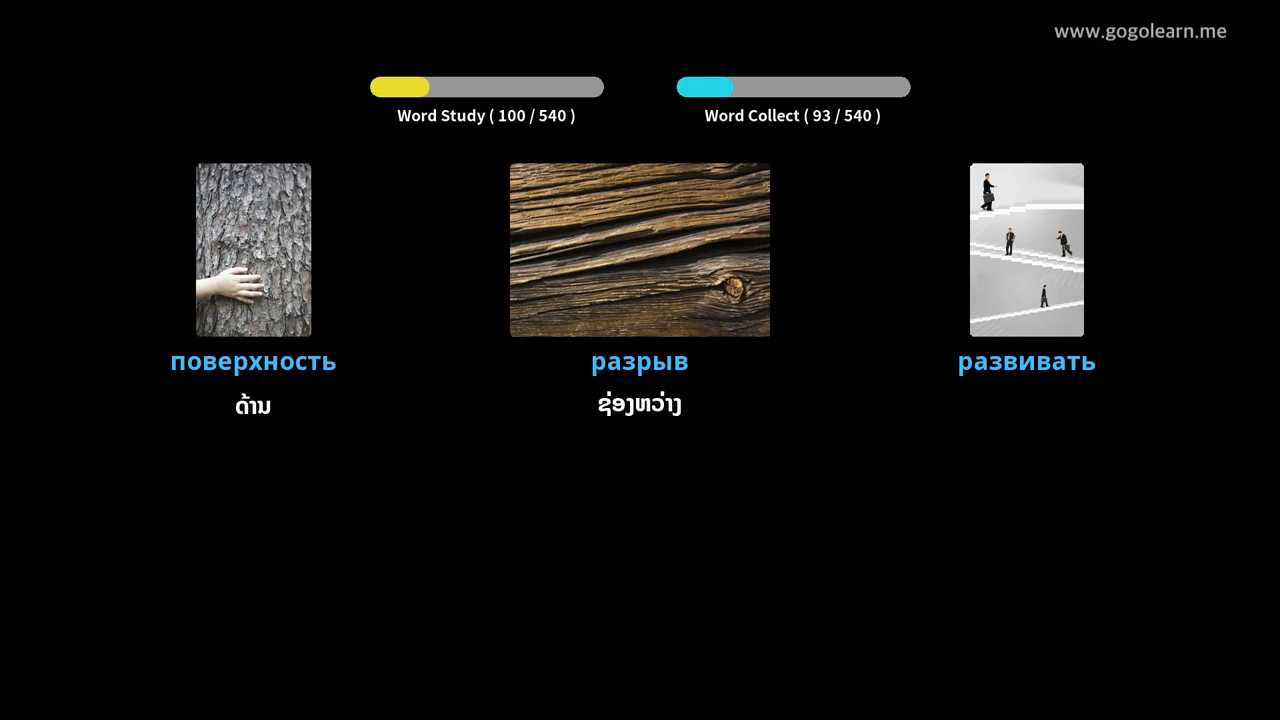 www.gogolearn.me
Word Study ( 100 / 540 )
Word Collect ( 93 / 540 )
поверхность
разрыв
развивать
ດ້ານ
ຊ່ອງຫວ່າງ